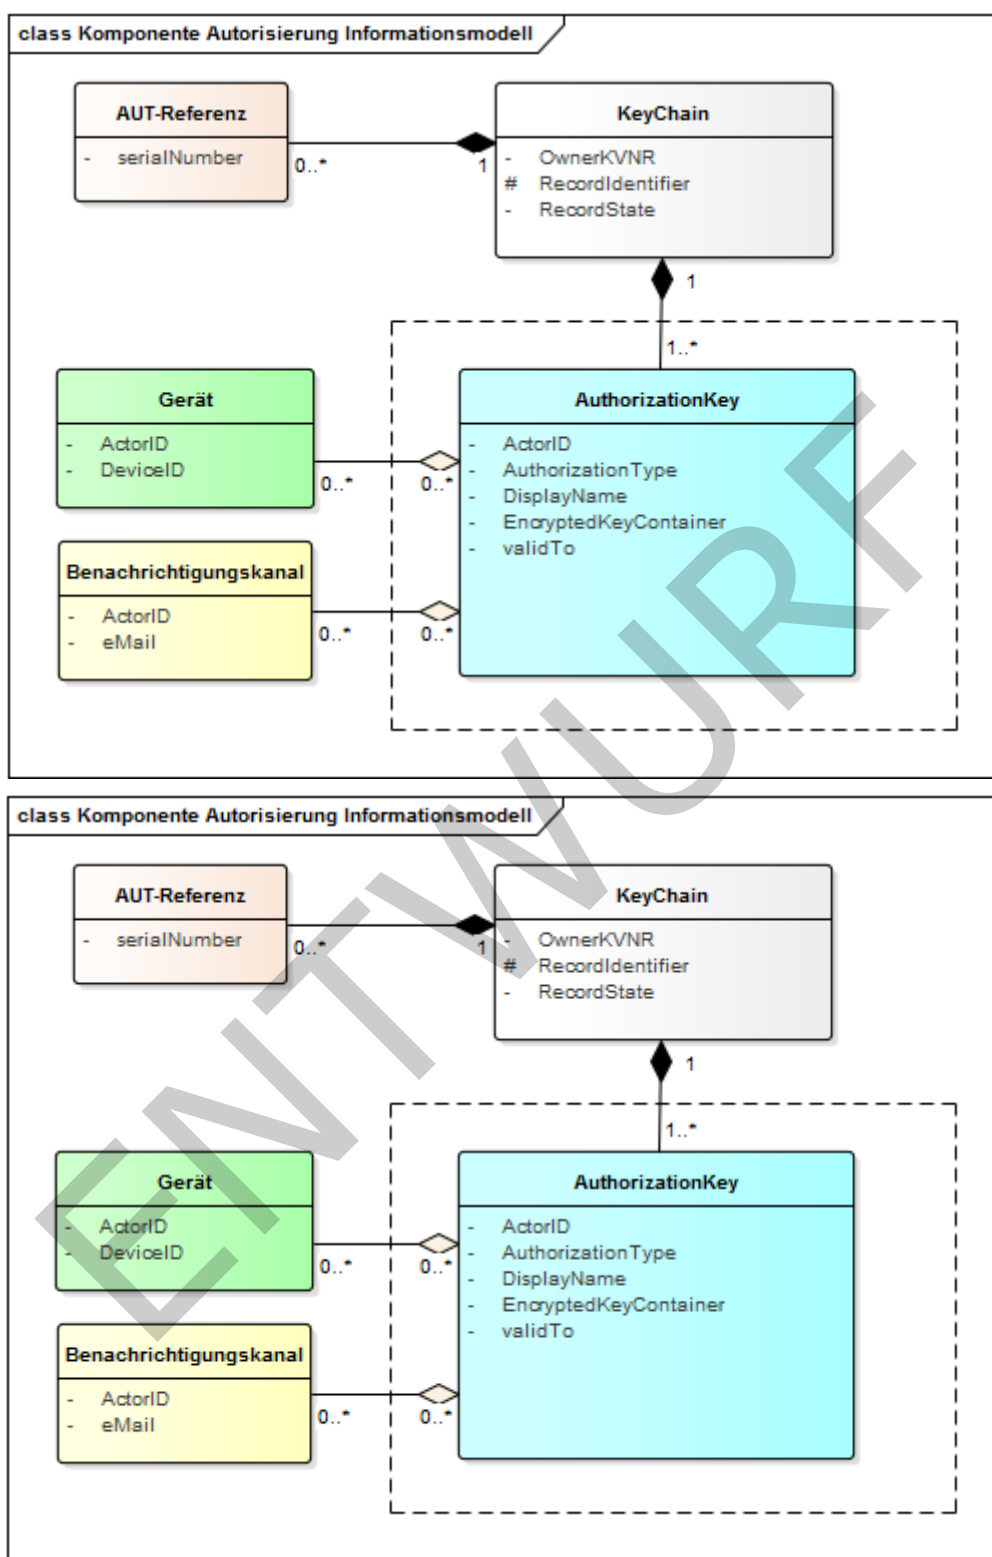 class Komponente Autorisierung Informationsmodell
AUT-Referenz
- serialNumber
KeyChain
- OwnerKVNR
# RecordIdentifier
- RecordState
0..*
1
1
1..*
Gerät
- ActorID
- DeviceID
AuthorizationKey
- ActorID
- AuthorizationType
- DisplayName
- EncryptedKeyContainer
- validTo
0..*
0..*
Benachrichtigungskanal
- ActorID
- eMail
0..*
0..*
class Komponente Autorisierung Informationsmodell
AUT-Referenz
- serialNumber
KeyChain
- OwnerKVNR
# RecordIdentifier
- RecordState
0..*
1
1
1..*
Gerät
- ActorID
- DeviceID
AuthorizationKey
- ActorID
- AuthorizationType
- DisplayName
- EncryptedKeyContainer
- validTo
0..*
0..*
Benachrichtigungskanal
- ActorID
- eMail
0..*
0..*
ENTWURF